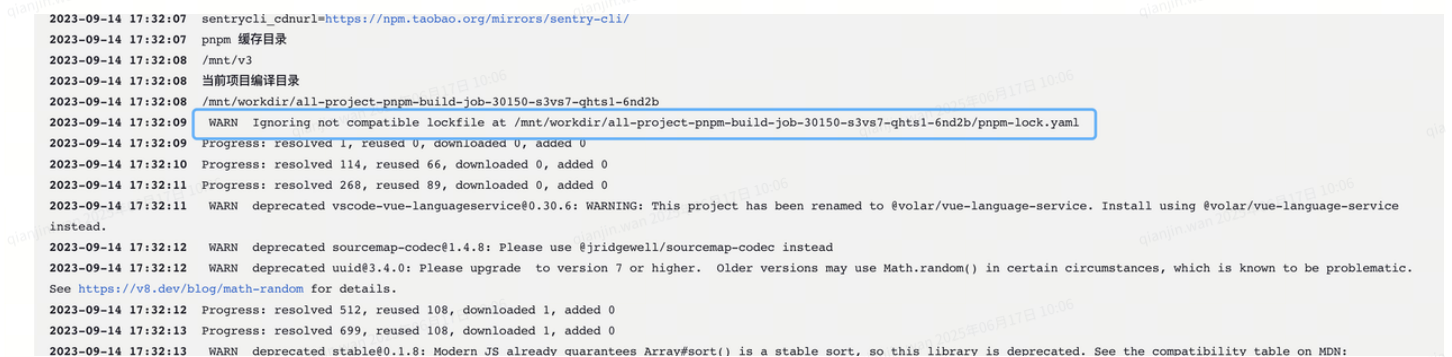 2023-09-14 17:32:07 sentrycli_cdnurl=https://npm.taobao.org/mirrors/sentry-cli/
2023-09-14 17:32:07 pnpm 缓存目录
2023-09-14 17:32:08 /mnt/v3
2023-09-14 17:32:08 当前项目编译目录
2023-09-14 17:32:08 /mnt/workdir/all-project-pnpm-build-job-30150-s3vs7-qhts1-6nd2b
2023-09-14 17:32:09 WARN Ignoring not compatible lockfile at /mnt/workdir/all-project-pnpm-build-job-30150-s3vs7-qhts1-6nd2b/pnpm-lock.yaml
2023-09-14 17:32:09 Progress: resolved 1, reused 0, downloaded 0, added 0
2023-09-14 17:32:10 Progress: resolved 114, reused 66, downloaded 0, added 0
2023-09-14 17:32:11 Progress: resolved 268, reused 89, downloaded 0, added 0
2023-09-14 17:32:11 WARN deprecated vscode-vue-languageservice@0.30.6: WARNING: This project has been renamed to @volar/vue-language-service. Install using @volar/vue-language-service
instead.
2023-09-14 17:32:12 WARN deprecated sourcemap-codec@1.4.8: Please use @jridgewell/sourcemap-codec instead
2023-09-14 17:32:12 WARN deprecated uuid@3.4.0: Please upgrade to version 7 or higher. Older versions may use Math.random() in certain circumstances, which is known to be problematic.
See https://v8.dev/blog/math-random for details.
2023-09-14 17:32:12 Progress: resolved 512, reused 108, downloaded 1, added 0
2023-09-14 17:32:13 Progress: resolved 699, reused 108, downloaded 1, added 0
2023-09-14 17:32:13 WARN deprecated stable@0.1.8: Modern JS already guarantees Array#sort() is a stable sort, so this library is deprecated. See the compatibility table on MDN: